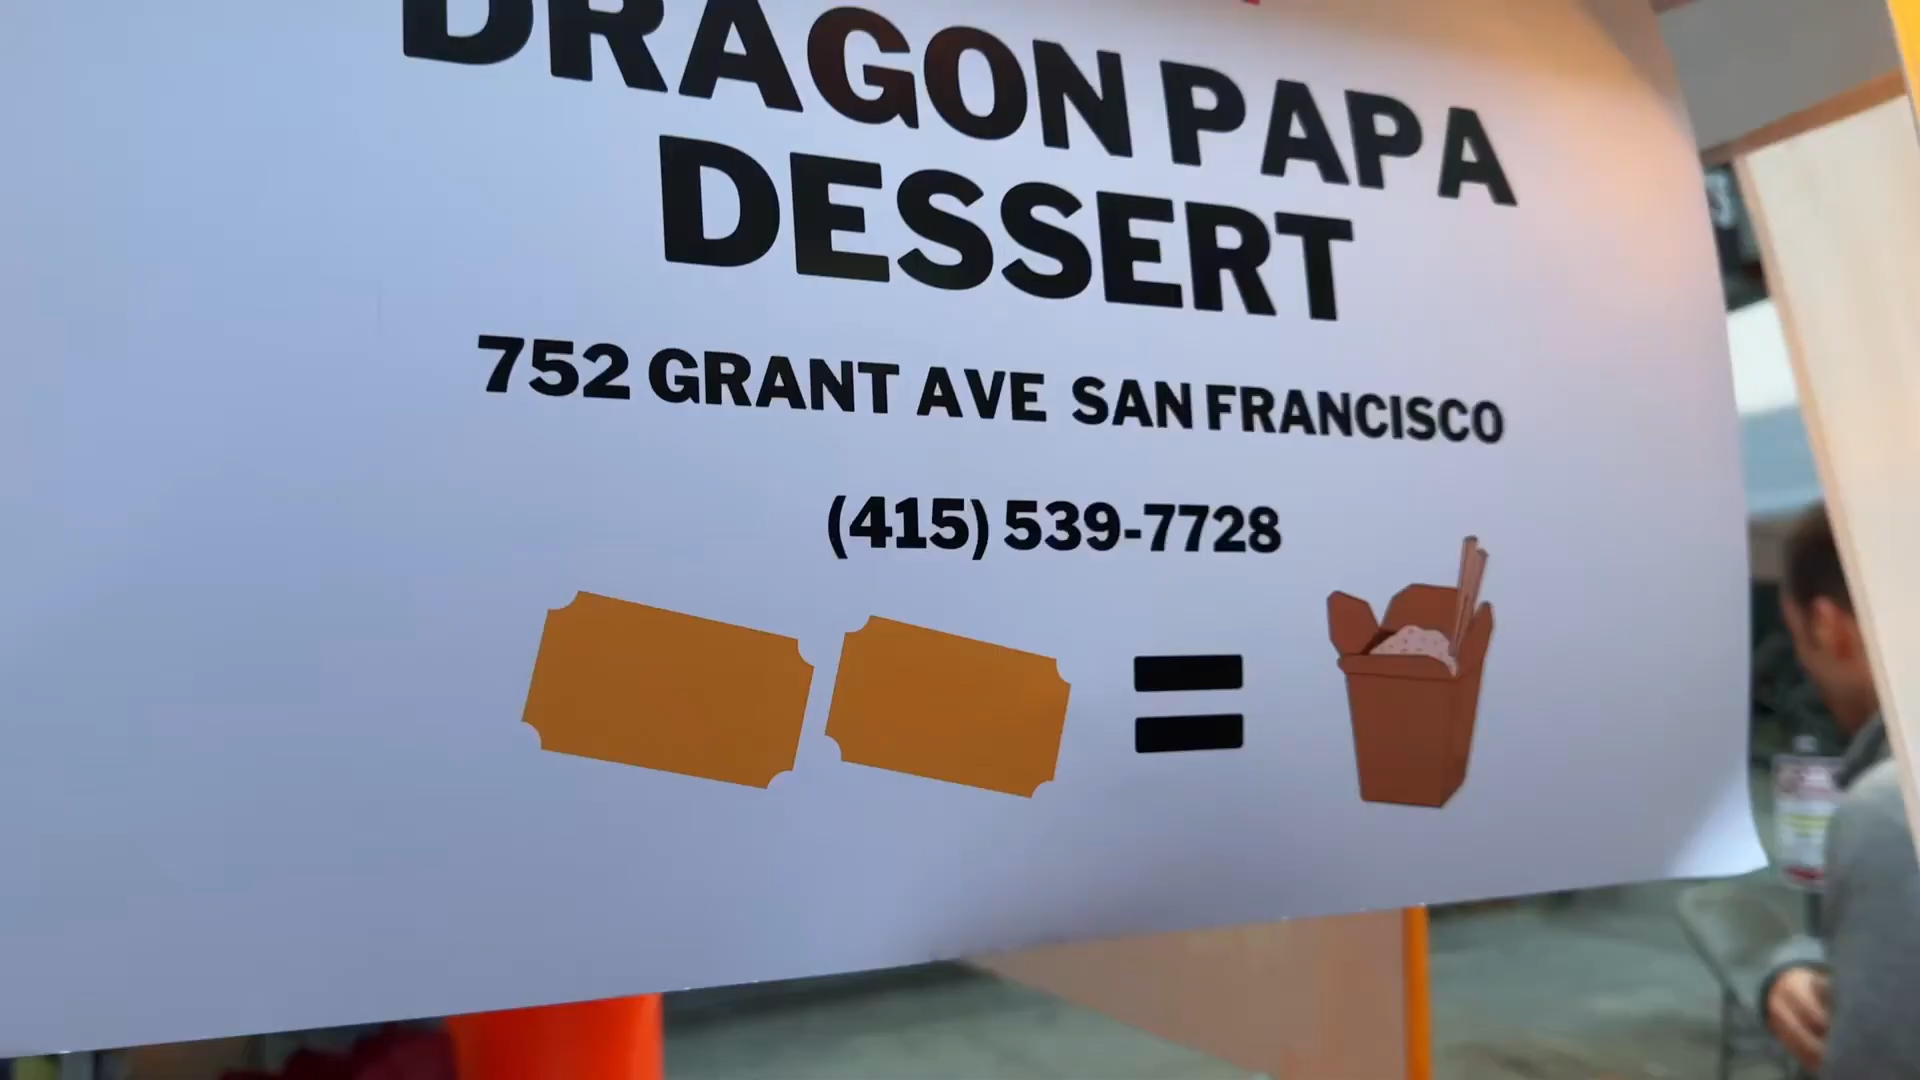 DRAGON PAPA
DESSERT
752 GRANT AVE SAN FRANCISCO
(415) 539-7728